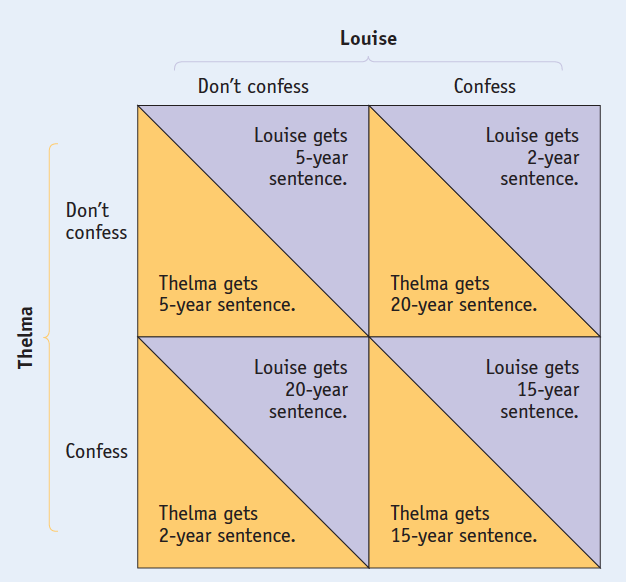 Louise
Don’t confess
Confess
Louise gets
5-year
sentence.
Louise gets
2-year
sentence.
Don’t
confess
Thelma gets
5-year sentence.
Thelma gets
20-year sentence.
Thelma
Louise gets
20-year
sentence.
Louise gets
15-year
sentence.
Confess
Thelma gets
2-year sentence.
Thelma gets
15-year sentence.